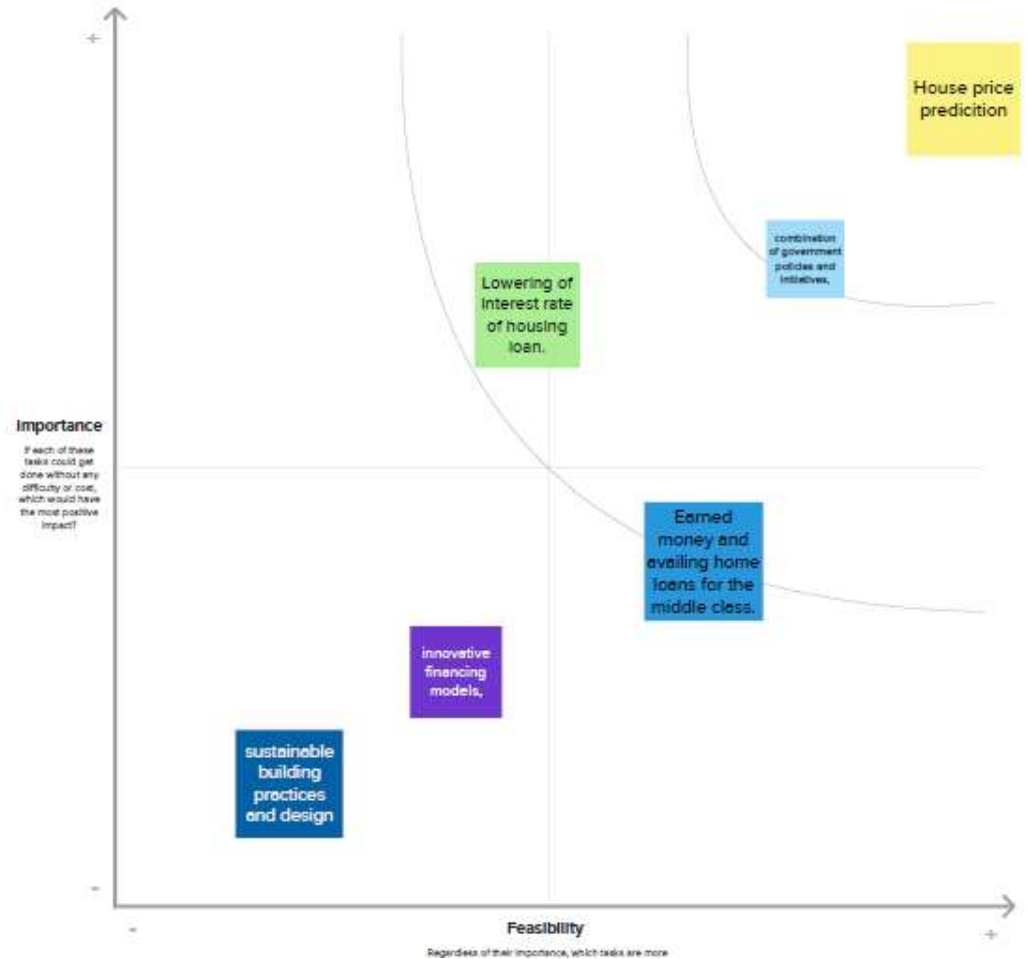 +
House price
predicition
combination
of government
policies and
initiatives,
Lowering of
interest rate
of housing
loan.
Importance
If each of these
tasks could get
done without any
difficulty or cost,
which would have
the most positive
impact?
Earned
money and
availing home
loans for the
middle class.
innovative
financing
models,
sustainable
building
practices
and design
-
-
Feasibility
+
Regardless of their importance, which tasks are more